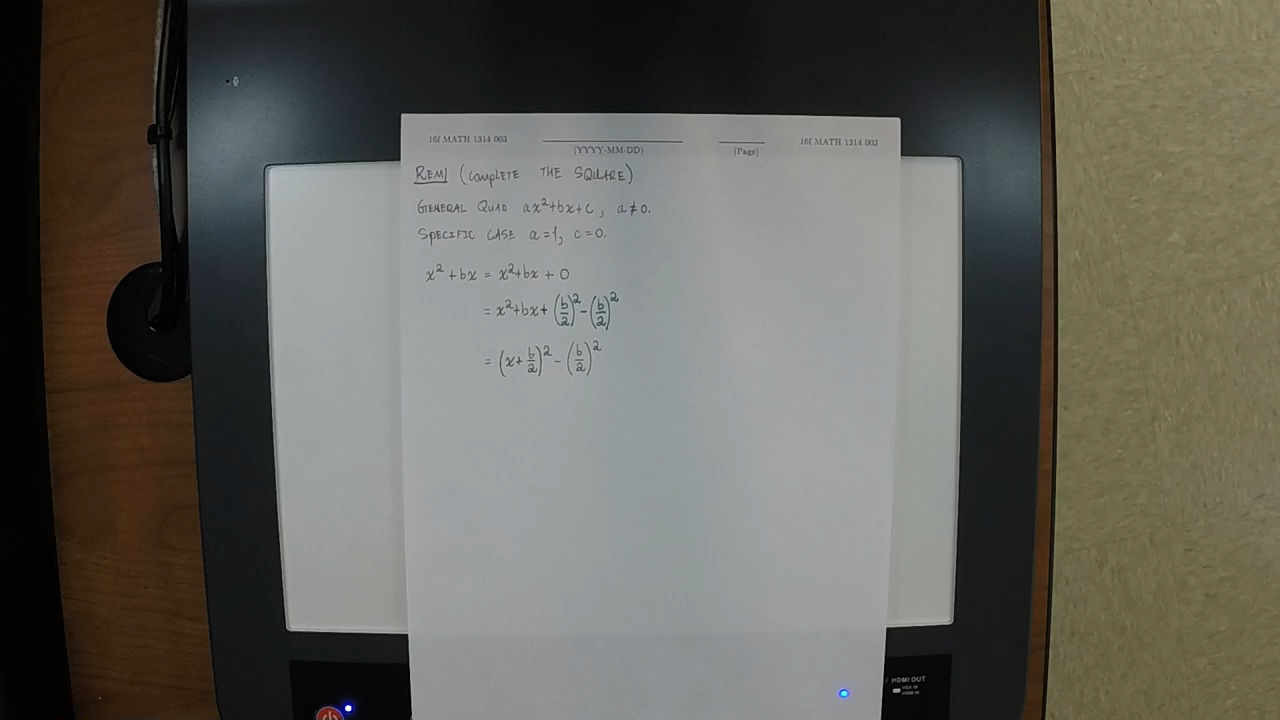 16f MATH 1314 003
(YYYY-MM-DD)
(Page)
16f MATH 1314 003
REM (COMPLETE THE SQUARE)
GENERAL QUAD ax²+bx+c, a≠0.
SPECIFIC CASE a=1, c=0.
x²+bx = x²+bx+0
= x²+bx+(b/2)²-(b/2)²
= (x+b/2)²-(b/2)²
HDMI OUT